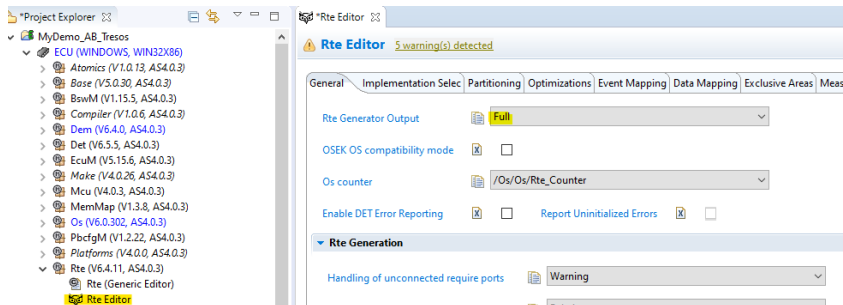 *Project Explorer
MyDemo_AB_Tresos
ECU (WINDOWS, WIN32X86)
Atomics (V1.0.13, AS4.0.3)
Base (V5.0.30, AS4.0.3)
BswM (V1.15.5, AS4.0.3)
Compiler (V1.0.6, AS4.0.3)
Dem (V6.4.0, AS4.0.3)
Det (V6.5.5, AS4.0.3)
EcuM (V5.15.6, AS4.0.3)
Make (V4.0.26, AS4.0.3)
Mcu (V4.0.3, AS4.0.3)
MemMap (V1.3.8, AS4.0.3)
Os (V6.0.302, AS4.0.3)
PbcfgM (V1.2.22, AS4.0.3)
Platforms (V4.0.0, AS4.0.3)
Rte (V6.4.11, AS4.0.3)
Rte (Generic Editor)
Rte Editor
*Rte Editor
Rte Editor 5 warning(s) detected
General Implementation Selec Partitioning Optimizations Event Mapping Data Mapping Exclusive Areas Meas
Rte Generator Output Full
OSEK OS compatibility mode
Os counter /Os/Os/Rte_Counter
Enable DET Error Reporting Report Uninitialized Errors
Rte Generation
Handling of unconnected require ports Warning